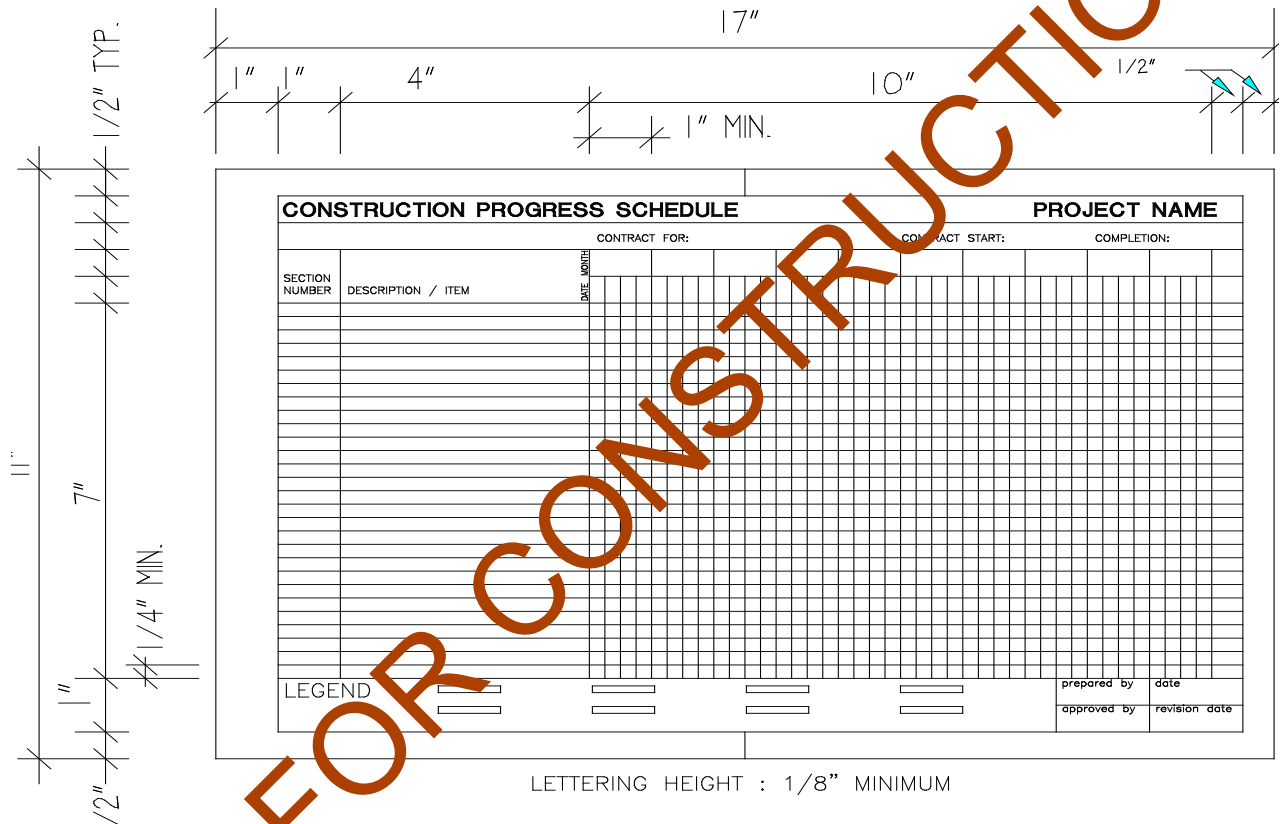 17"
1/2" TYP.
1" 1" 4" 10" 1/2"
1" MIN.
CONSTRUCTION PROGRESS SCHEDULE PROJECT NAME
CONTRACT FOR: CONTRACT START: COMPLETION:
SECTION
NUMBER
DESCRIPTION / ITEM
DATE MONTH
11"
7"
1/4" MIN.
1"
/2"
LEGEND
prepared by date
approved by revision date
LETTERING HEIGHT : 1/8” MINIMUM
FOR CONSTRUCTIO